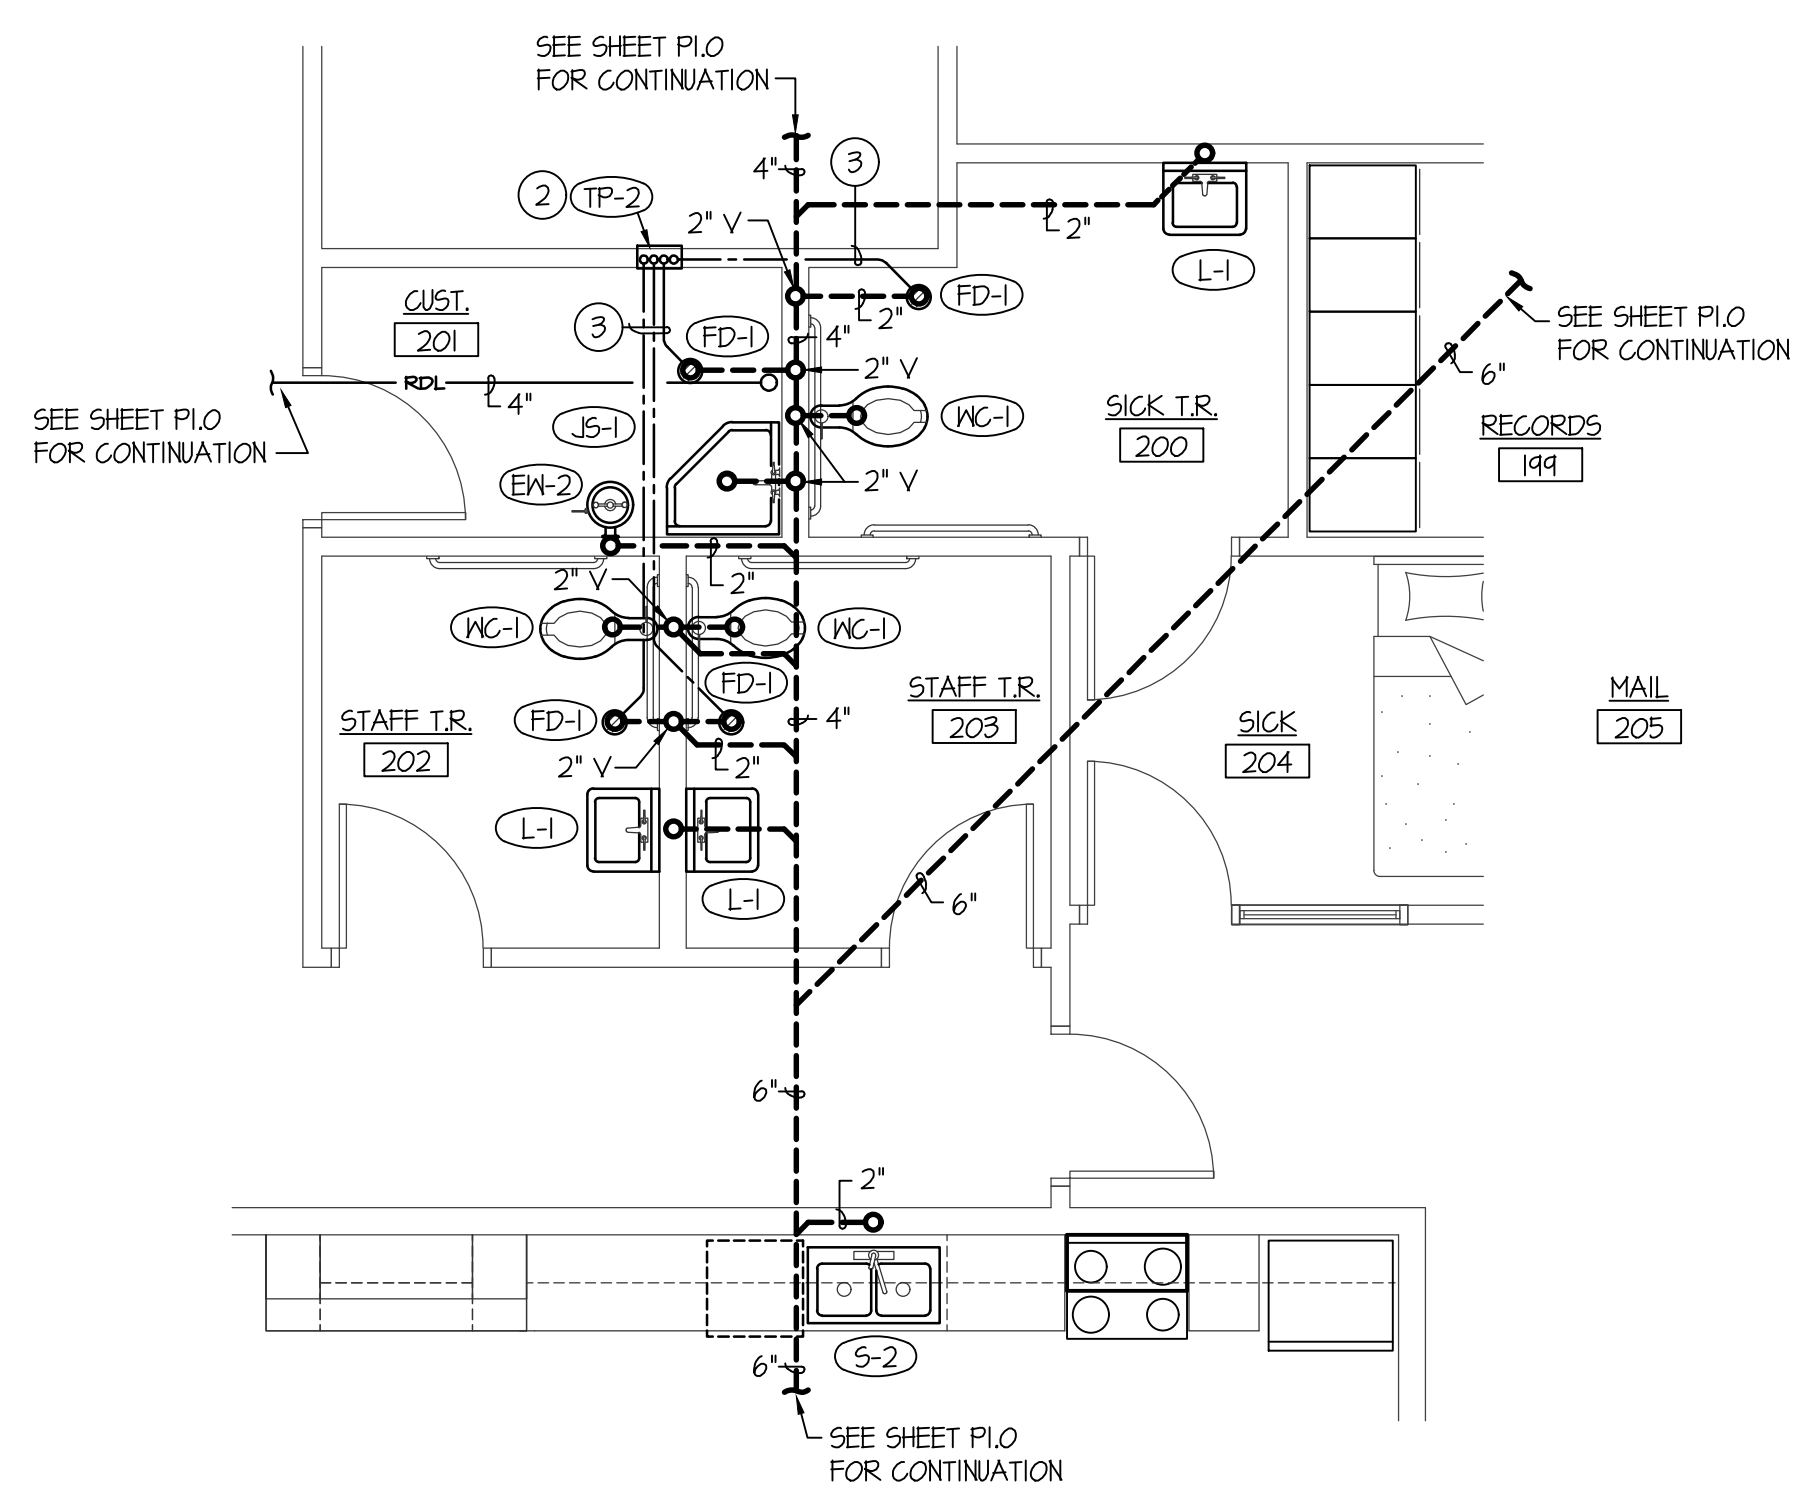 SEE SHEET P1.0
FOR CONTINUATION
4"
3
2
TP-2
2" V
2"
L-1
CUST.
201
3
FD-1
FD-1
2"
4"
2" V
SEE SHEET P1.0
FOR CONTINUATION
6"
RDL
4"
SEE SHEET P1.0
FOR CONTINUATION
JS-1
WC-1
SICK T.R.
200
RECORDS
199
EW-2
2" V
2" V
2"
WC-1
WC-1
FD-1
STAFF T.R.
203
MAIL
205
STAFF T.R.
202
FD-1
4"
SICK
204
2" V
2"
L-1
L-1
6"
6"
2"
6"
S-2
SEE SHEET P1.0
FOR CONTINUATION